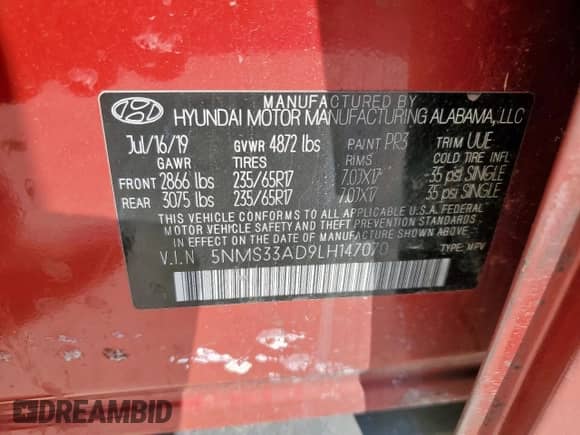 MANUFACTURED BY
HYUNDAI MOTOR MANUFACTURING ALABAMA, LLC
Jul/16/19 GVWR 4872 lbs PAINT PR3 TRIM UUE
GAWR TIRES RIMS COLD TIRE INFL
FRONT 2866 lbs 235/65R17 7.0JX17 35 psi SINGLE
REAR 3075 lbs 235/65R17 7.0JX17 35 psi SINGLE
THIS VEHICLE CONFORMS TO ALL APPLICABLE U.S.A. FEDERAL
MOTOR VEHICLE SAFETY AND THEFT PREVENTION STANDARDS
IN EFFECT ON THE DATE OF MANUFACTURE SHOWN ABOVE.
V.I.N 5NMS33AD9LH147070 TYPE: MPV
DREAMBID